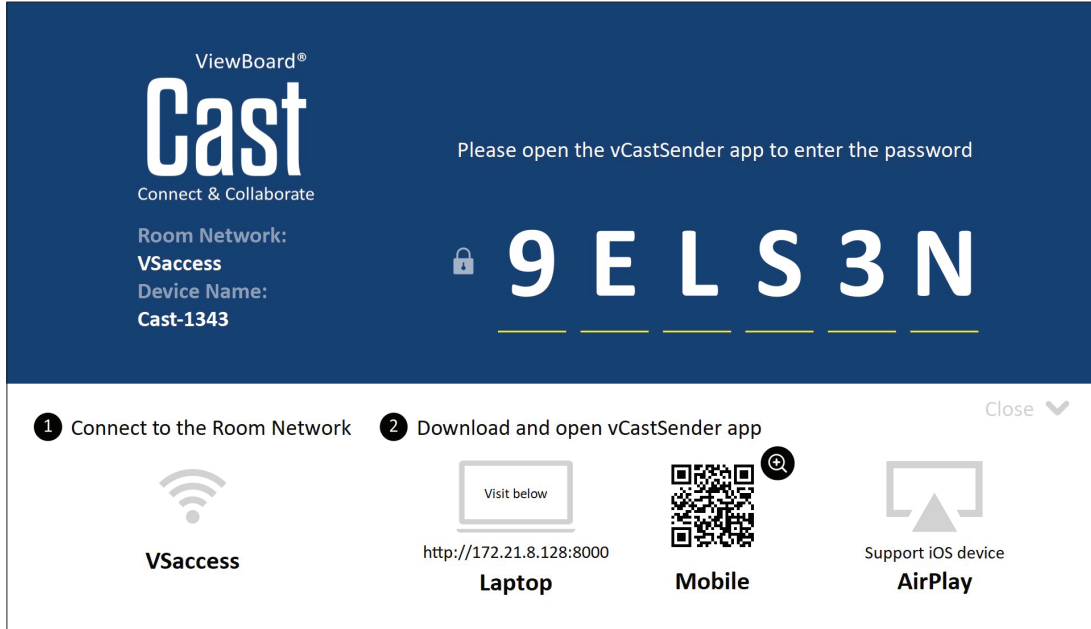 ViewBoard®
Cast
Connect & Collaborate
Room Network:
VSaccess
Device Name:
Cast-1343
Please open the vCastSender app to enter the password
9 E L S 3 N
Close
1 Connect to the Room Network
VSaccess
2 Download and open vCastSender app
Visit below
http://172.21.8.128:8000
Laptop
Mobile
Support iOS device
AirPlay